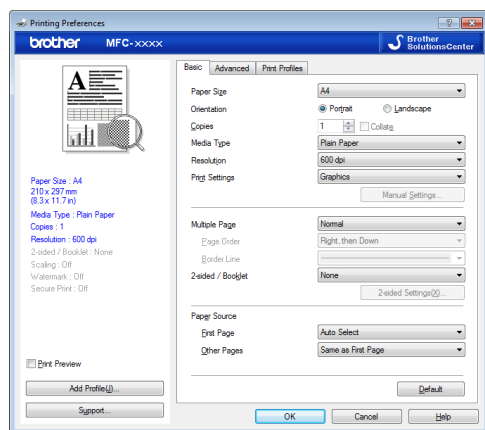 Printing Preferences
brother MFC-xxxx
Brother
SolutionsCenter
Basic Advanced Print Profiles
A
Paper Size : A4
210 x 297 mm
(8.3 x 11.7 in)
Media Type : Plain Paper
Copies : 1
Resolution : 600 dpi
2-sided / Booklet : None
Scaling : Off
Watermark : Off
Secure Print : Off
Print Preview
Add Profile(J)...
Support...
Paper Size A4
Orientation Portrait Landscape
Copies 1 Collate
Media Type Plain Paper
Resolution 600 dpi
Print Settings Graphics
Manual Settings...
Multiple Page Normal
Page Order Right, then Down
Border Line
2-sided / Booklet None
2-sided Settings(X)...
Paper Source
First Page Auto Select
Other Pages Same as First Page
Default
OK Cancel Help